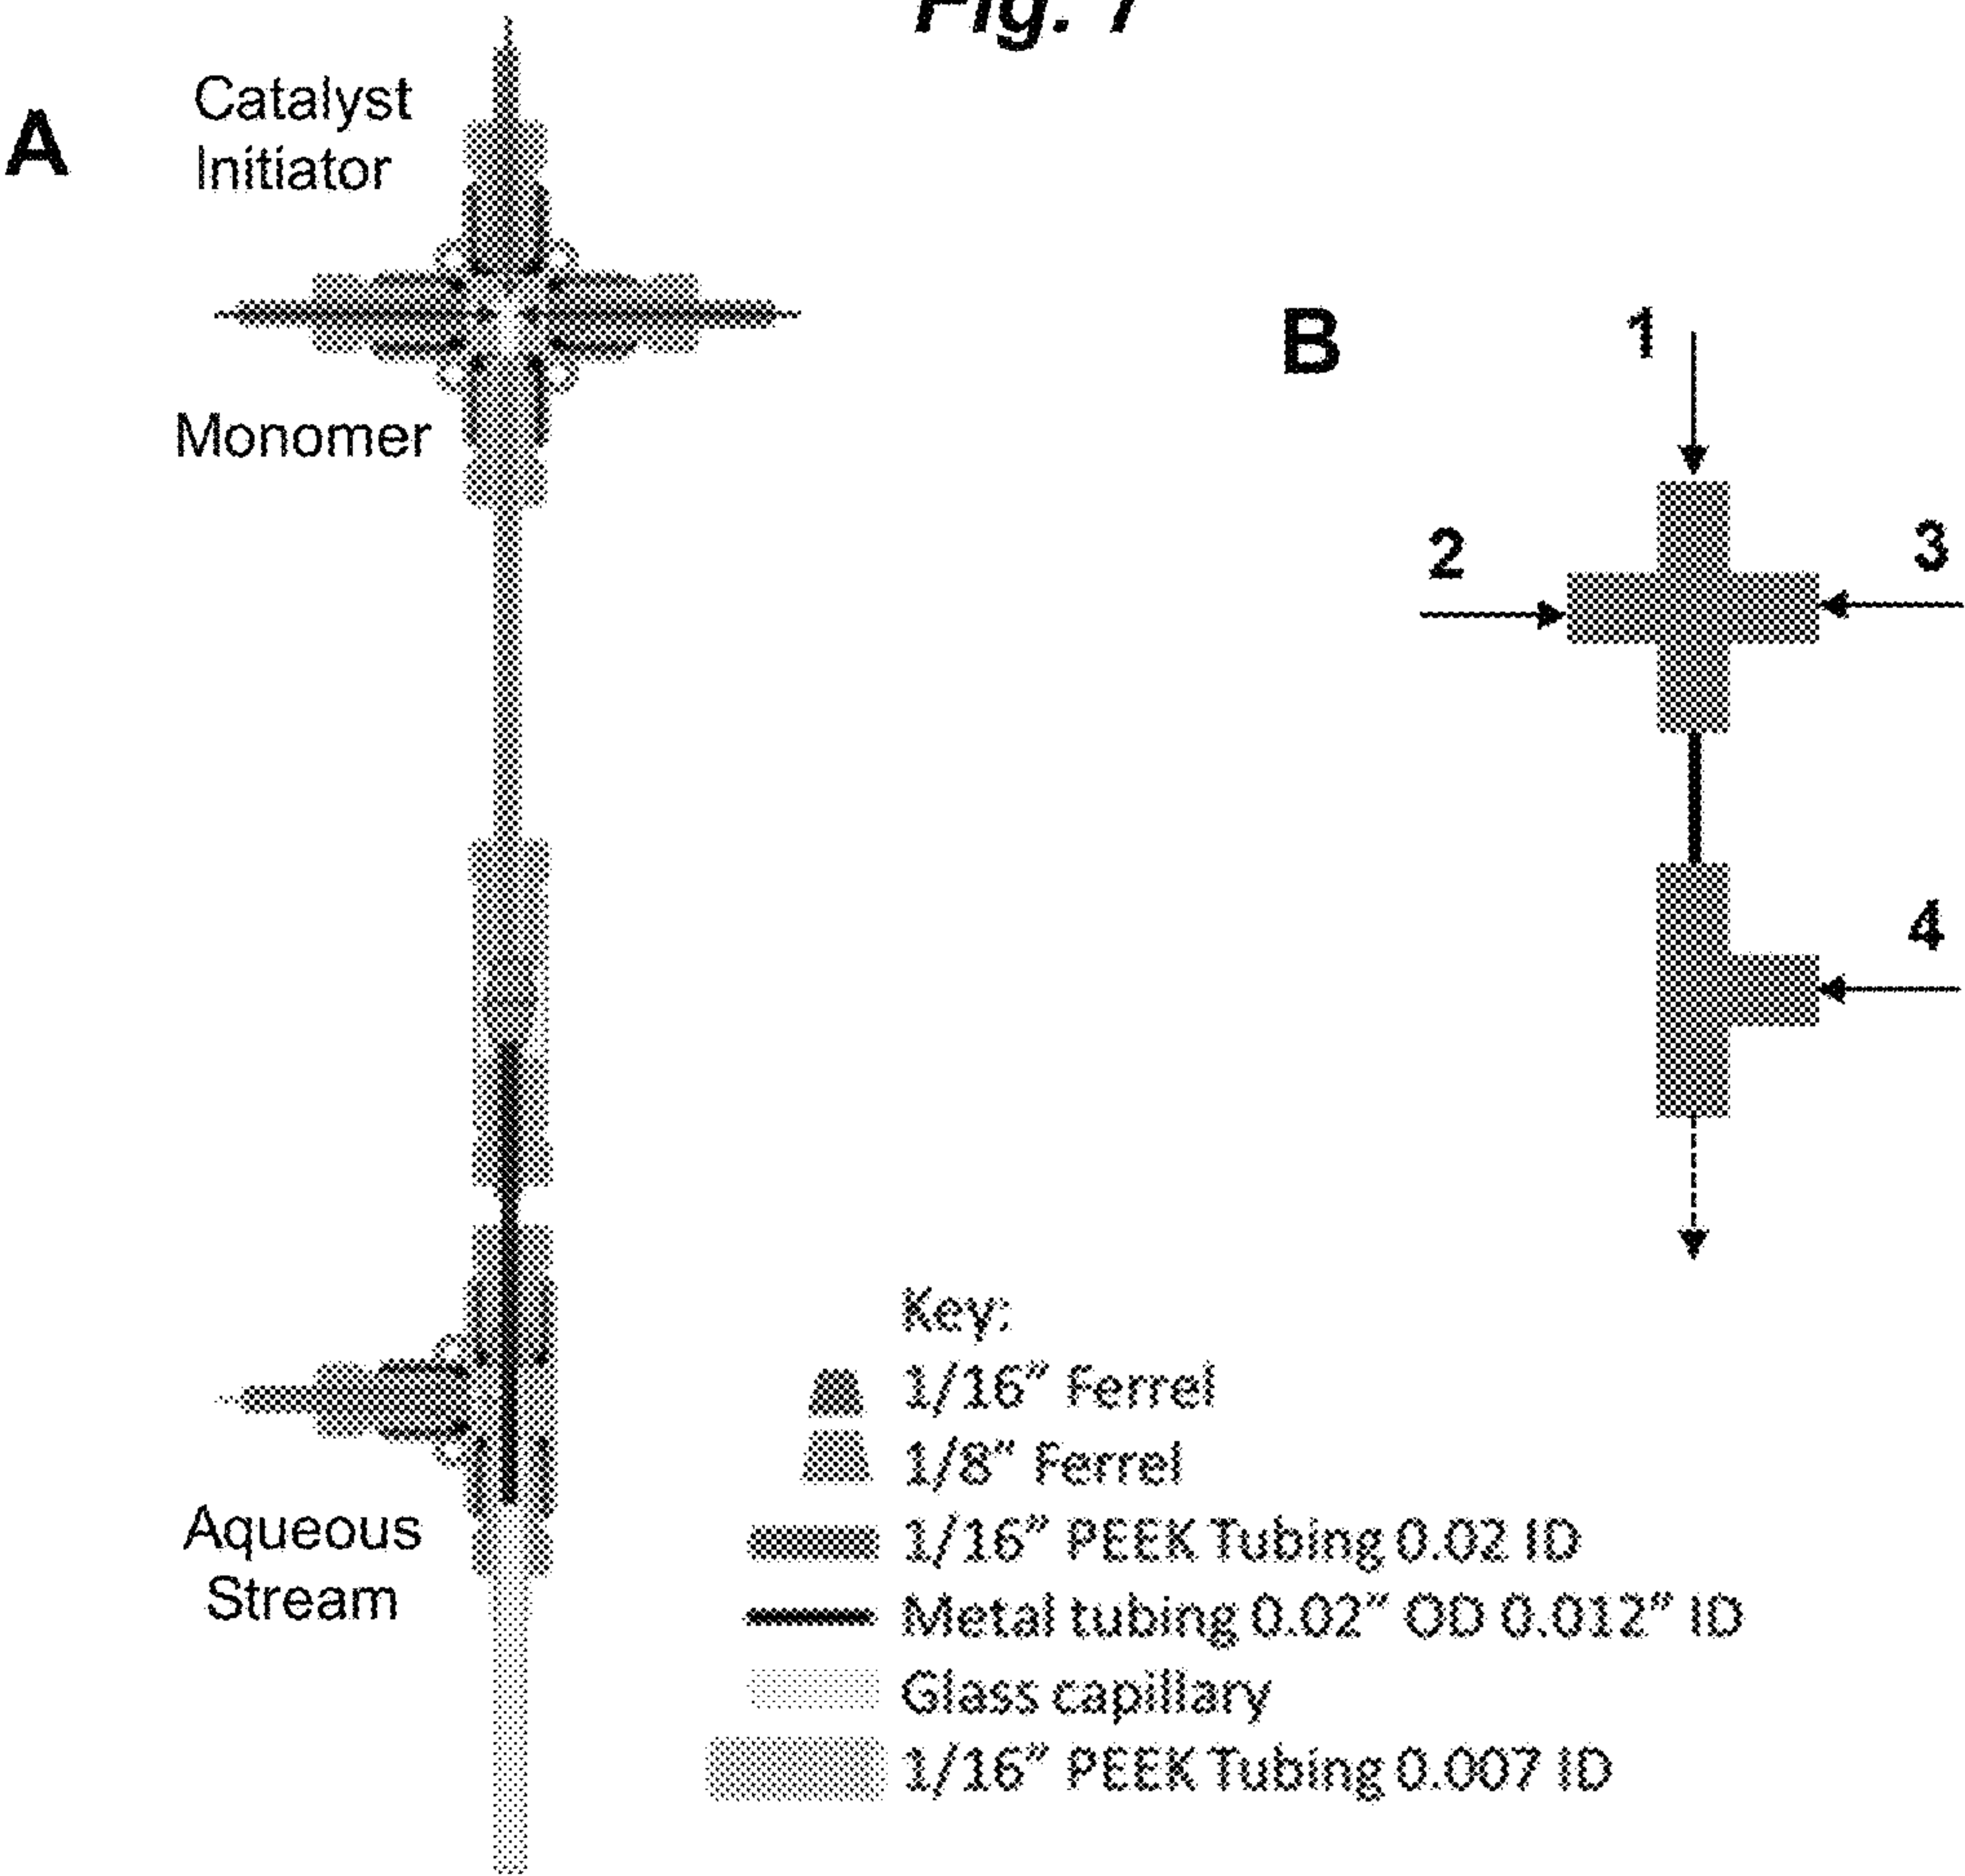 Fig. 7
A
Catalyst
Initiator
Monomer
Aqueous
Stream
B
1
2
3
4
Key:
1/16” Ferrel
1/8” Ferrel
1/16” PEEK Tubing 0.02 ID
Metal tubing 0.02” OD 0.012” ID
Glass capillary
1/16” PEEK Tubing 0.007 ID